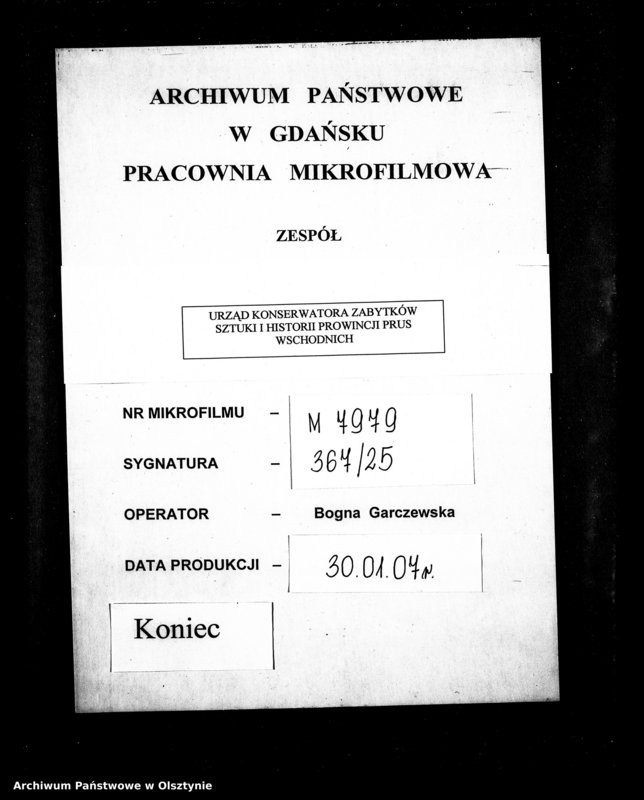 ARCHIWUM PAŃSTWOWE
W GDAŃSKU
PRACOWNIA MIKROFILMOWA
ZESPÓŁ
URZĄD KONSERWATORA ZABYTKÓW
SZTUKI I HISTORII PROWINCJI PRUS
WSCHODNICH
NR MIKROFILMU – M 7979
SYGNATURA – 367/25
OPERATOR – Bogna Garczewska
DATA PRODUKCJI – 30.01.07r.
Koniec
Archiwum Państwowe w Olsztynie